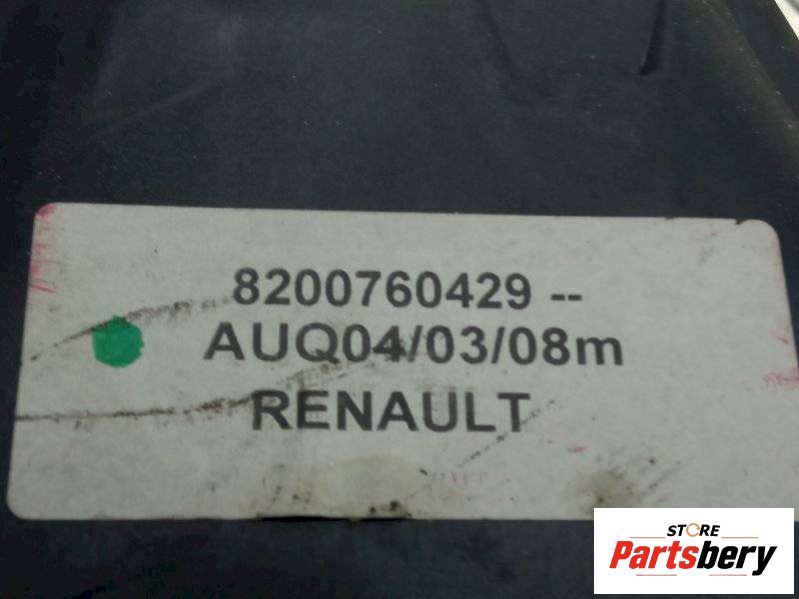 8200760429 --
AUQ04/03/08m
RENAULT
STORE
Partsbery